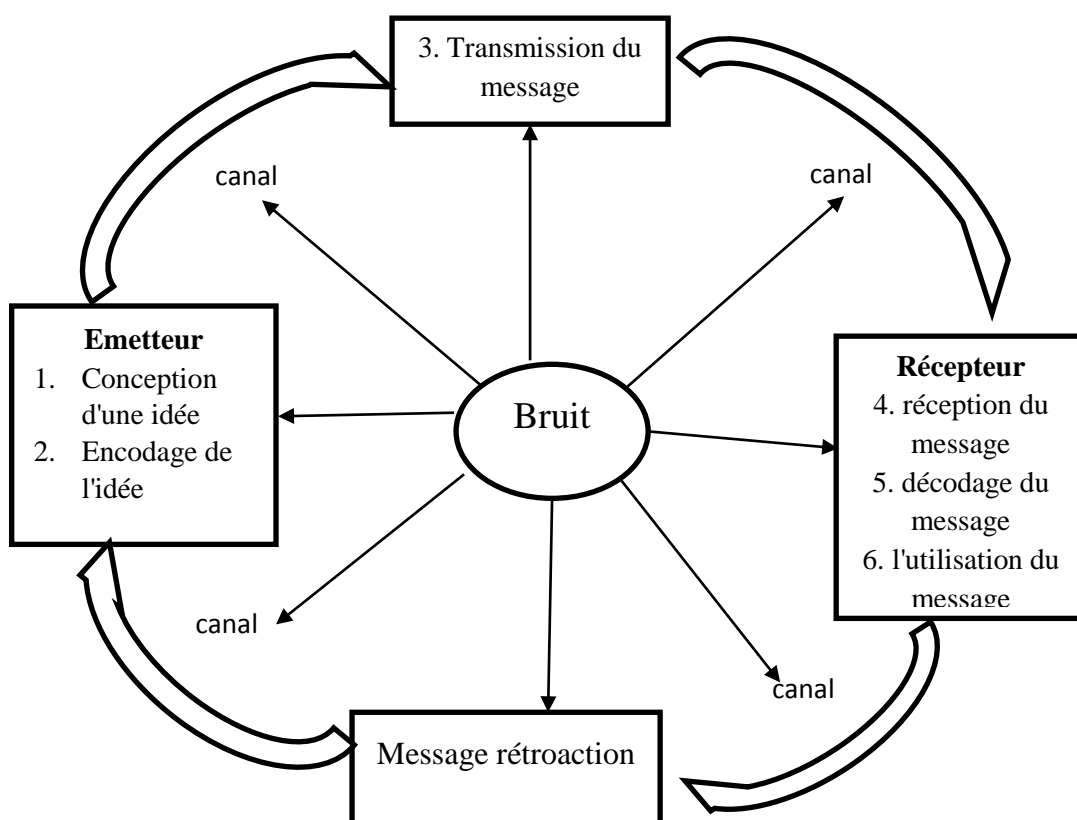 3. Transmission du
message
canal
canal
Emetteur
1. Conception
d'une idée
2. Encodage de
l'idée
Bruit
Récepteur
4. réception du
message
5. décodage du
message
6. l'utilisation du
message
canal
canal
Message rétroaction